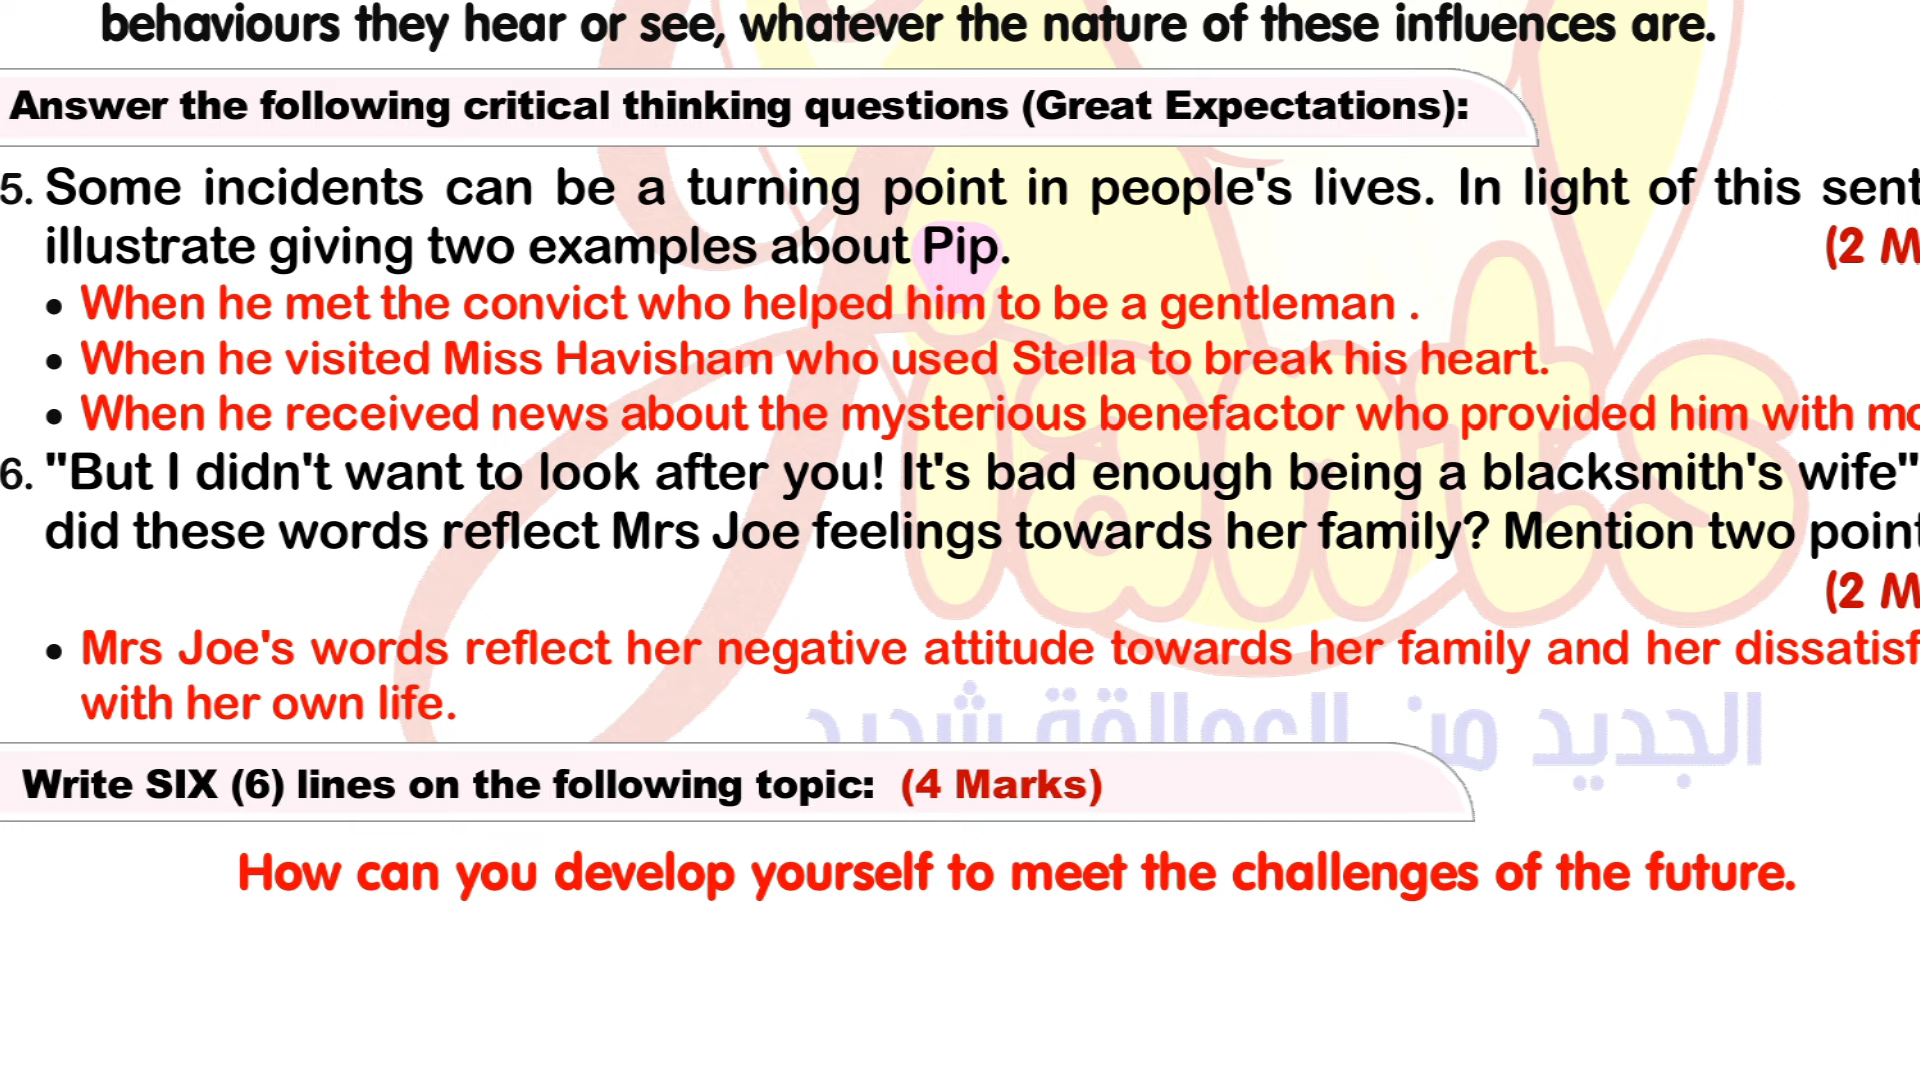 behaviours they hear or see, whatever the nature of these influences are.
Answer the following critical thinking questions (Great Expectations):
5. Some incidents can be a turning point in people's lives. In light of this sent
illustrate giving two examples about Pip. (2 M
• When he met the convict who helped him to be a gentleman .
• When he visited Miss Havisham who used Stella to break his heart.
• When he received news about the mysterious benefactor who provided him with mo
6. "But I didn't want to look after you! It's bad enough being a blacksmith's wife"
did these words reflect Mrs Joe feelings towards her family? Mention two point
(2 M
• Mrs Joe's words reflect her negative attitude towards her family and her dissatisf
with her own life.
الجديد من العمالقة شديد
Write SIX (6) lines on the following topic: (4 Marks)
How can you develop yourself to meet the challenges of the future.
Giants